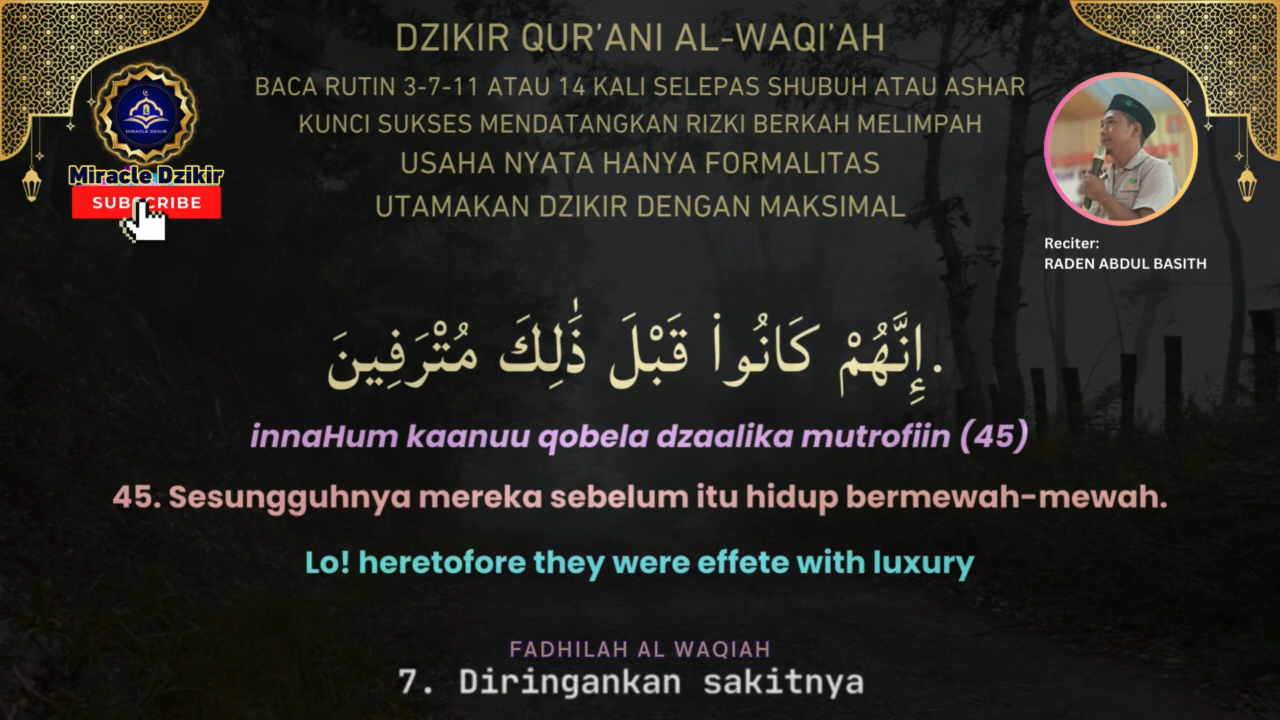 DZIKIR QUR'ANI AL-WAQI'AH
BACA RUTIN 3-7-11 ATAU 14 KALI SELEPAS SHUBUH ATAU ASHAR
KUNCI SUKSES MENDATANGKAN RIZKI BERKAH MELIMPAH
USAHA NYATA HANYA FORMALITAS
UTAMAKAN DZIKIR DENGAN MAKSIMAL
MIRACLE DZIKIR
Miracle Dzikir
SUBSCRIBE
Reciter:
RADEN ABDUL BASITH
.إِنَّهُمْ كَانُوا۟ قَبْلَ ذَٰلِكَ مُتْرَفِينَ
innaHum kaanuu qobela dzaalika mutrofiin (45)
45. Sesungguhnya mereka sebelum itu hidup bermewah-mewah.
Lo! heretofore they were effete with luxury
FADHILAH AL WAQIAH
7. Diringankan sakitnya